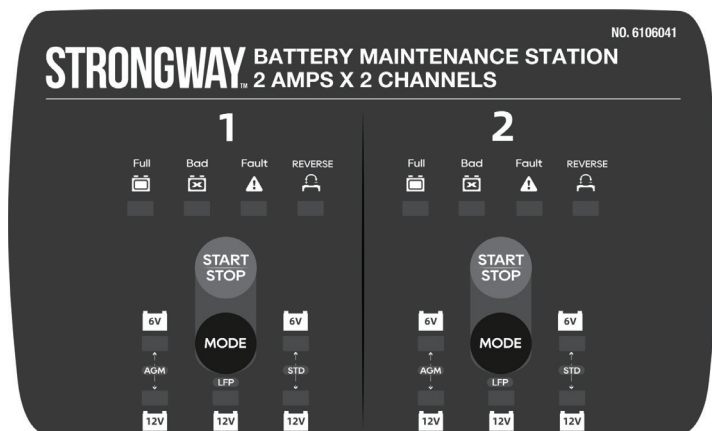 NO. 6106041
STRONGWAY™ BATTERY MAINTENANCE STATION
2 AMPS X 2 CHANNELS
1 2
Full Bad Fault REVERSE Full Bad Fault REVERSE
START
STOP
START
STOP
6V 6V 6V 6V
MODE MODE
AGM STD AGM STD
LFP LFP
12V 12V 12V 12V 12V 12V